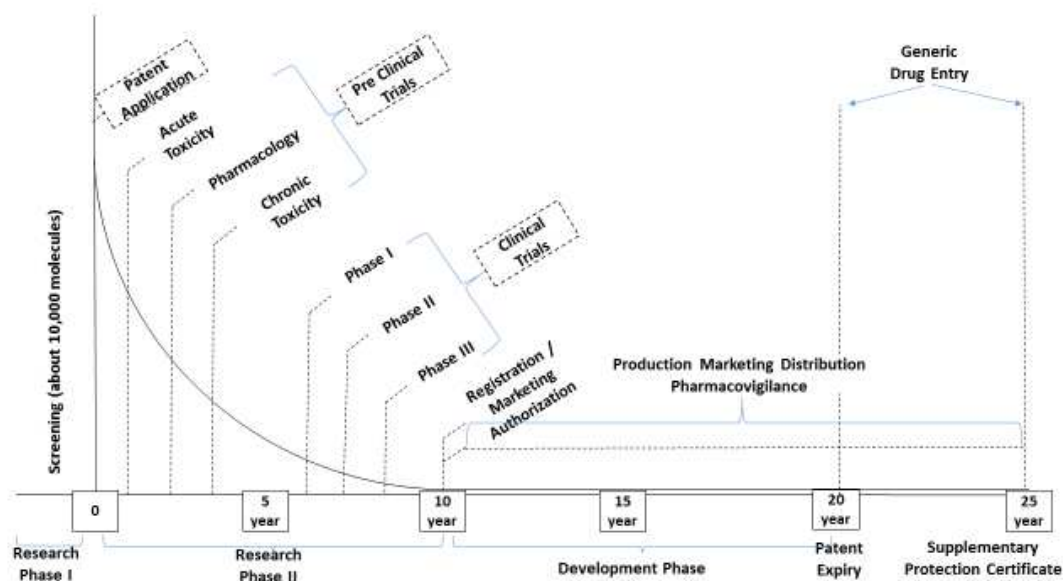 Generic
Drug Entry
Patent
Application
Pre Clinical
Trials
Acute
Toxicity
Pharmacology
Chronic
Toxicity
Clinical
Trials
Phase I
Phase II
Phase III
Registration /
Marketing
Authorization
Production Marketing Distribution
Pharmacovigilance
Screening (about 10,000 molecules)
0
5
year
10
year
15
year
20
year
25
year
Research
Phase I
Research
Phase II
Development Phase
Patent
Expiry
Supplementary
Protection Certificate